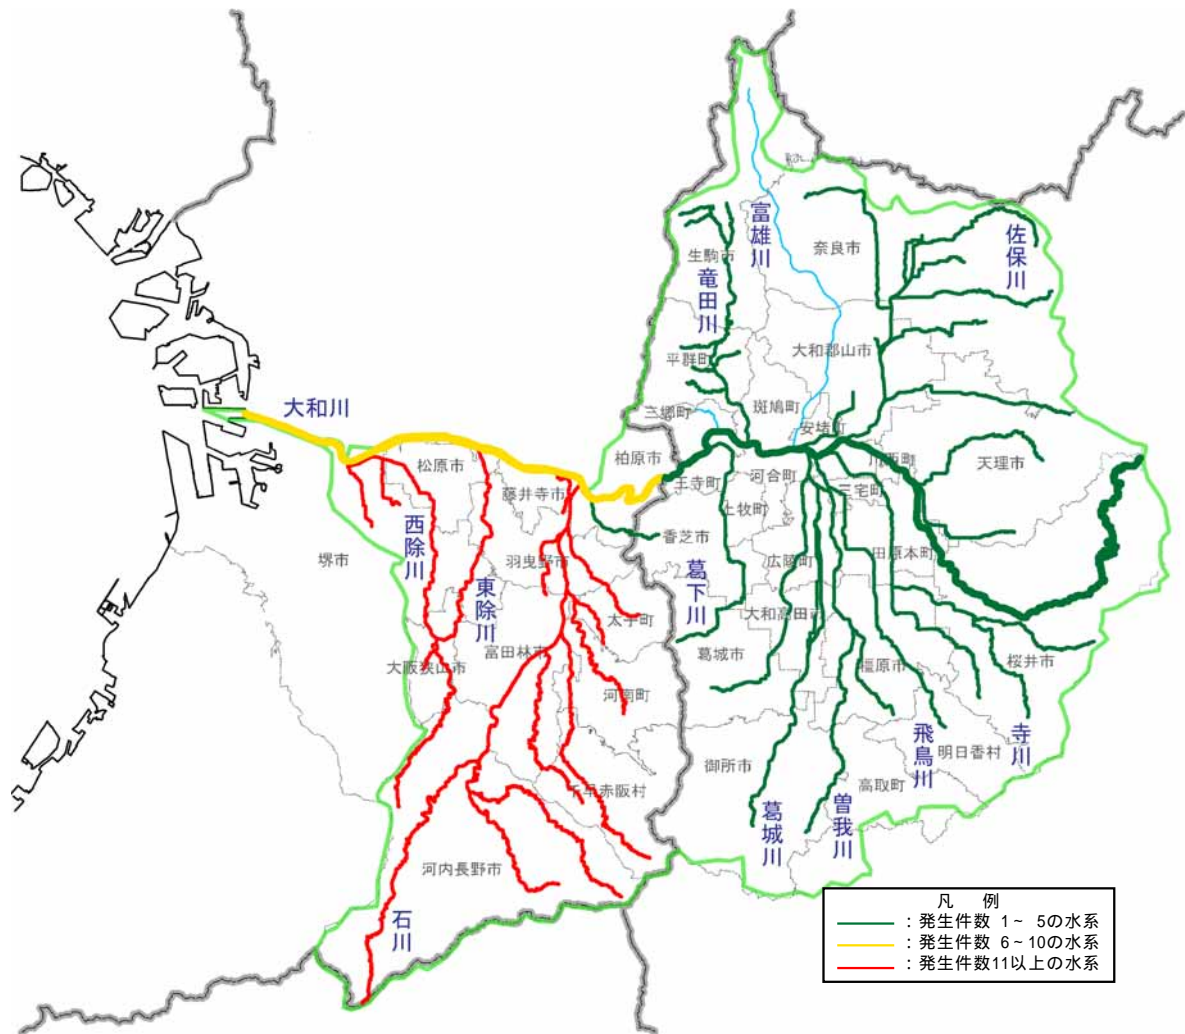 富雄川
佐保川
奈良市
生駒市
竜田川
大和郡山市
平群町
大和川
斑鳩町
三郷町
安堵町
松原市
柏原市
川西町
天理市
河合町
王寺町
三宅町
藤井寺市
上牧町
西除川
香芝市
田原本町
堺市
羽曳野市
広陵町
葛下川
東除川
太子町
大和高田市
富田林市
葛城市
橿原市
桜井市
大阪狭山市
河南町
飛鳥川
寺川
明日香村
御所市
高取町
千早赤阪村
葛城川
曽我川
河内長野市
石川
凡 例
:発生件数 1~ 5の水系
:発生件数 6~10の水系
:発生件数11以上の水系